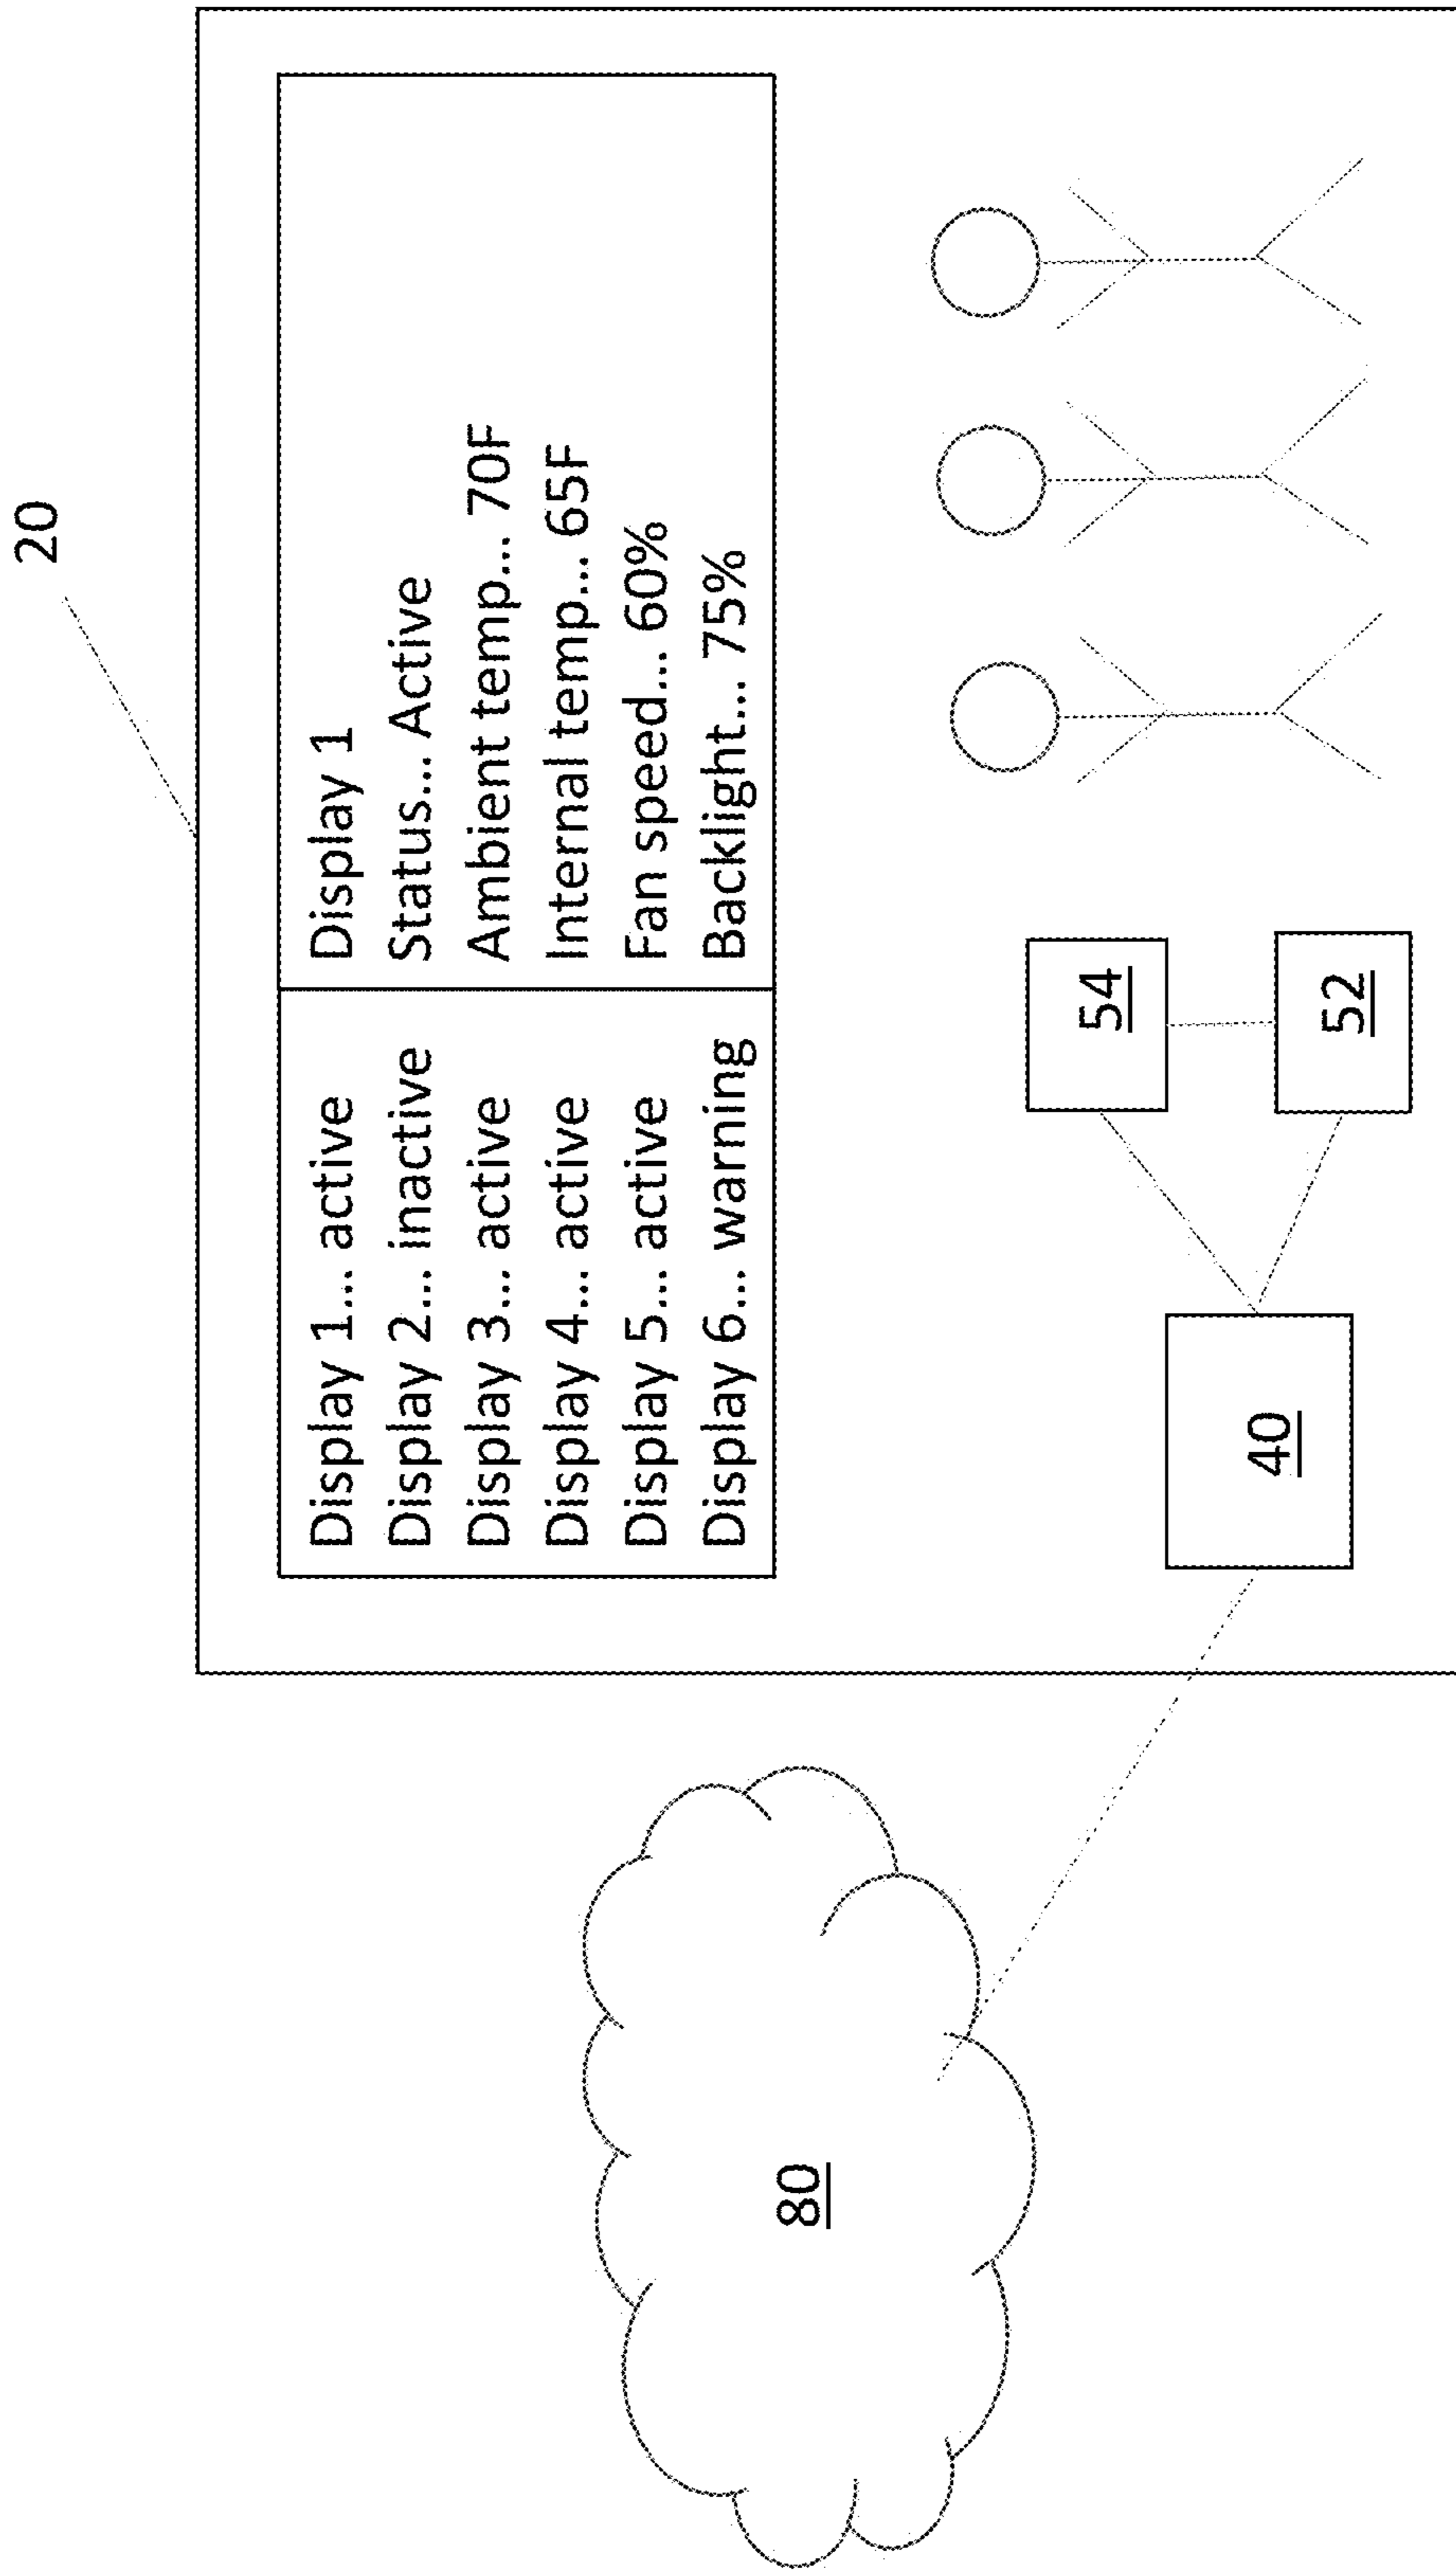 20
Display 1... active
Display 2... inactive
Display 3... active
Display 4... active
Display 5... active
Display 6... warning
Display 1
Status... Active
Ambient temp... 70F
Internal temp... 65F
Fan speed... 60%
Backlight... 75%
80
40
54
52